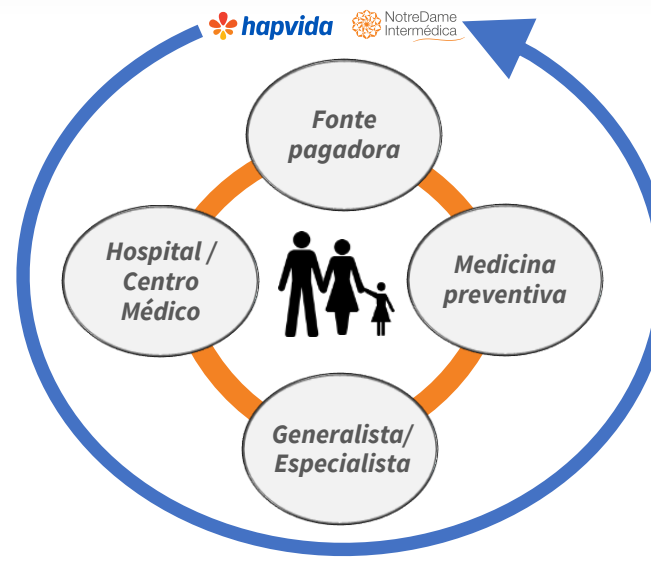 hapvida
NotreDame
Intermédica
Fonte
pagadora
Hospital /
Centro
Médico
Medicina
preventiva
Generalista/
Especialista